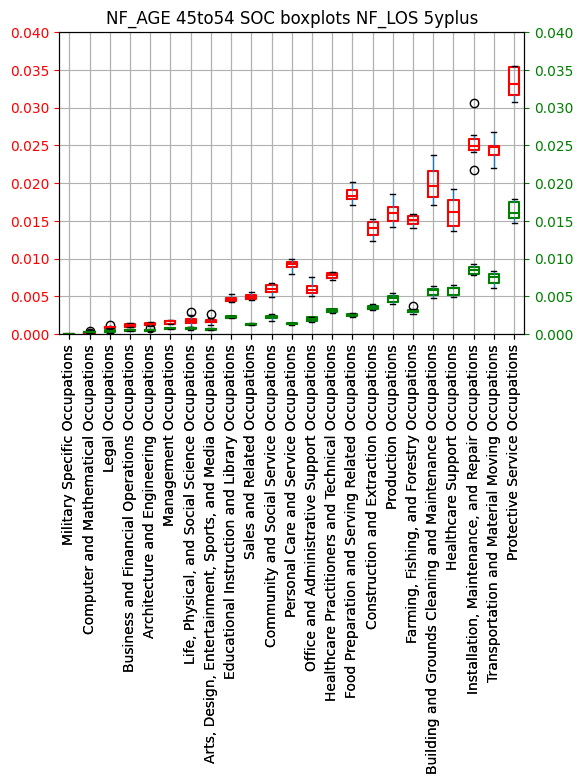 NF_AGE 45to54 SOC boxplots NF_LOS 5yplus
0.040 0.040
0.035 0.035
0.030 0.030
0.025 0.025
0.020 0.020
0.015 0.015
0.010 0.010
0.005 0.005
0.000 0.000
Military Specific Occupations
Computer and Mathematical Occupations
Legal Occupations
Business and Financial Operations Occupations
Architecture and Engineering Occupations
Management Occupations
Life, Physical, and Social Science Occupations
Arts, Design, Entertainment, Sports, and Media Occupations
Educational Instruction and Library Occupations
Sales and Related Occupations
Community and Social Service Occupations
Personal Care and Service Occupations
Office and Administrative Support Occupations
Healthcare Practitioners and Technical Occupations
Food Preparation and Serving Related Occupations
Construction and Extraction Occupations
Production Occupations
Farming, Fishing, and Forestry Occupations
Building and Grounds Cleaning and Maintenance Occupations
Healthcare Support Occupations
Installation, Maintenance, and Repair Occupations
Transportation and Material Moving Occupations
Protective Service Occupations